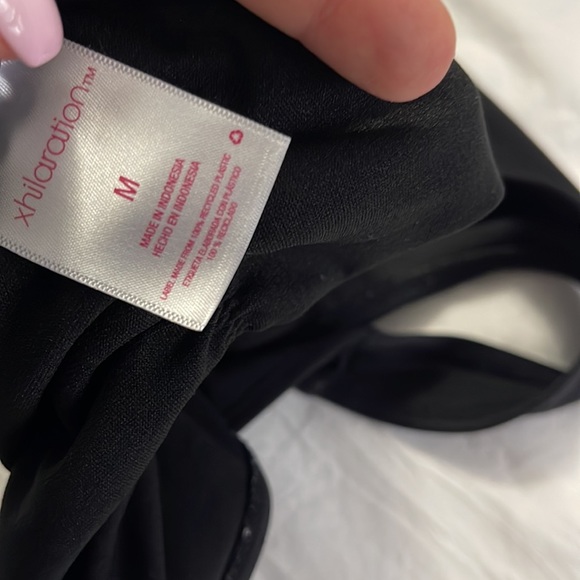 xhilaration™
M
MADE IN INDONESIA
HECHO EN INDONESIA
LABEL MADE FROM 100% RECYCLED PLASTIC
ETIQUETA ELABORADA CON PLÁSTICO
100 % RECICLADO